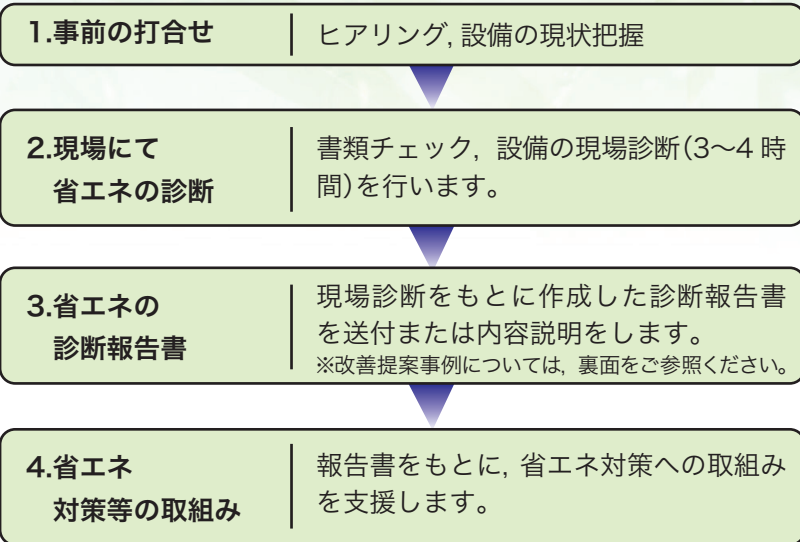 1.事前の打合せ
ヒアリング, 設備の現状把握
2.現場にて
省エネの診断
書類チェック, 設備の現場診断(3〜4 時
間)を行います。
3.省エネの
診断報告書
現場診断をもとに作成した診断報告書
を送付または内容説明をします。
※改善提案事例については, 裏面をご参照ください。
4.省エネ
対策等の取組み
報告書をもとに, 省エネ対策への取組み
を支援します。